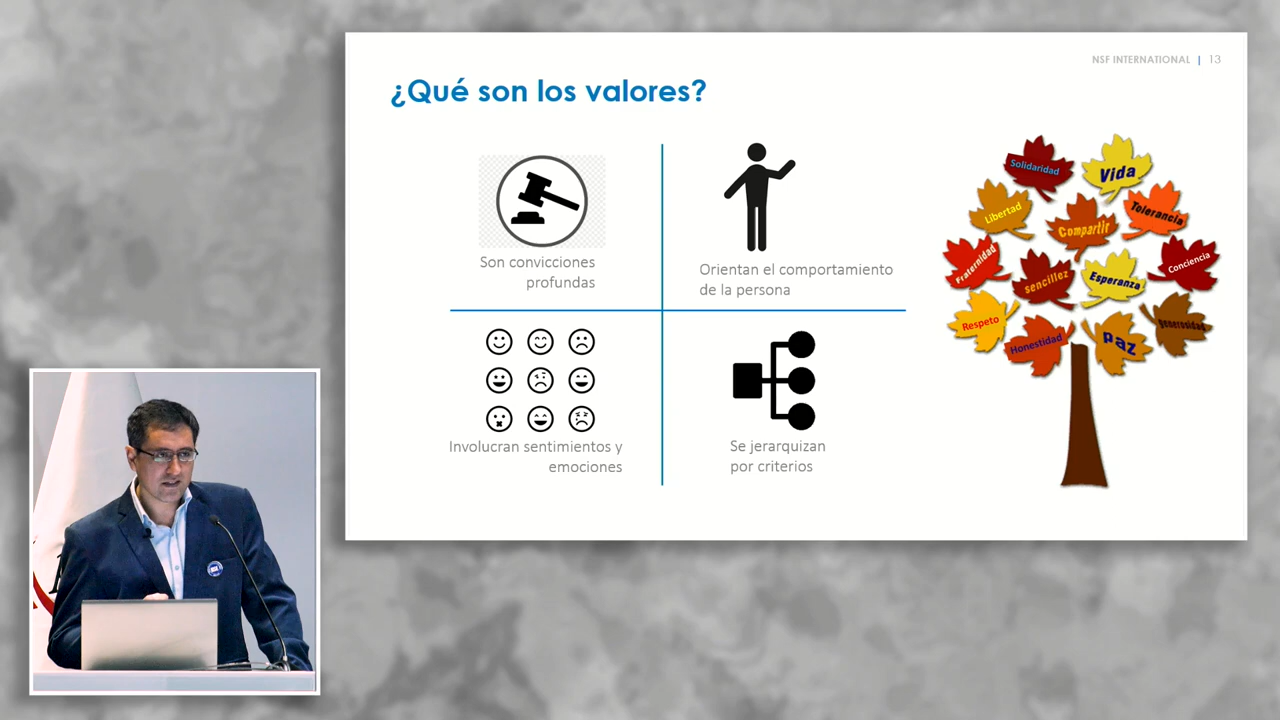 NSF INTERNATIONAL | 13
¿Qué son los valores?
Son convicciones
profundas
Orientan el comportamiento
de la persona
Involucran sentimientos y
emociones
Se jerarquizan
por criterios
Solidaridad
Vida
Libertad
Compartir
Tolerancia
Fraternidad
sencillez
Esperanza
Conciencia
Respeto
Honestidad
paz
generosidad